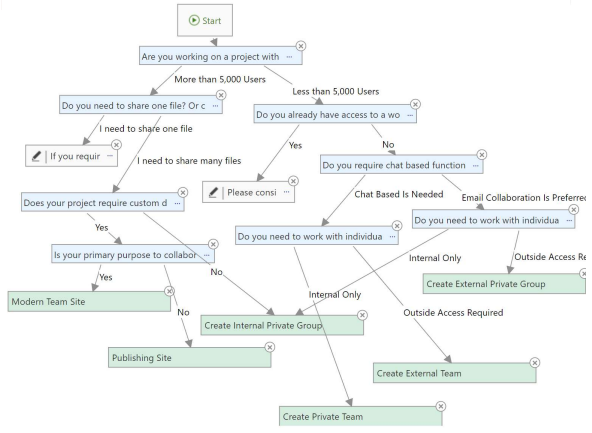 Start
Are you working on a project with ...
More than 5,000 Users
Less than 5,000 Users
Do you need to share one file? Or c ...
Do you already have access to a wo ...
I need to share one file
Yes
No
If you requir ...
I need to share many files
Do you require chat based function ...
Please consi ...
Chat Based Is Needed
Email Collaboration Is Preferred
Does your project require custom d ...
Do you need to work with individua ...
Yes
Do you need to work with individua ...
Is your primary purpose to collabor ...
Internal Only
Outside Access Re
No
Yes
Create External Private Group
Modern Team Site
Internal Only
No
Outside Access Required
Create Internal Private Group
Publishing Site
Create External Team
Create Private Team